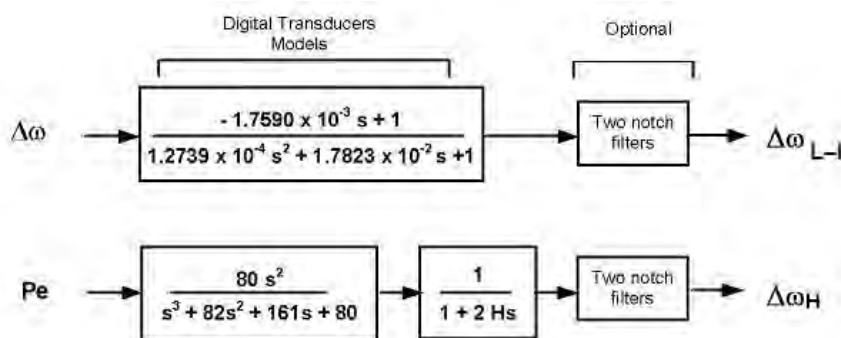 Digital Transducers
Models
Optional
Δω
- 1.7590 x 10⁻³ s + 1
1.2739 x 10⁻⁴ s² + 1.7823 x 10⁻² s +1
Two notch
filters
Δω L–I
Pe
80 s²
s³ + 82s² + 161s + 80
1
1 + 2 Hs
Two notch
filters
ΔωH